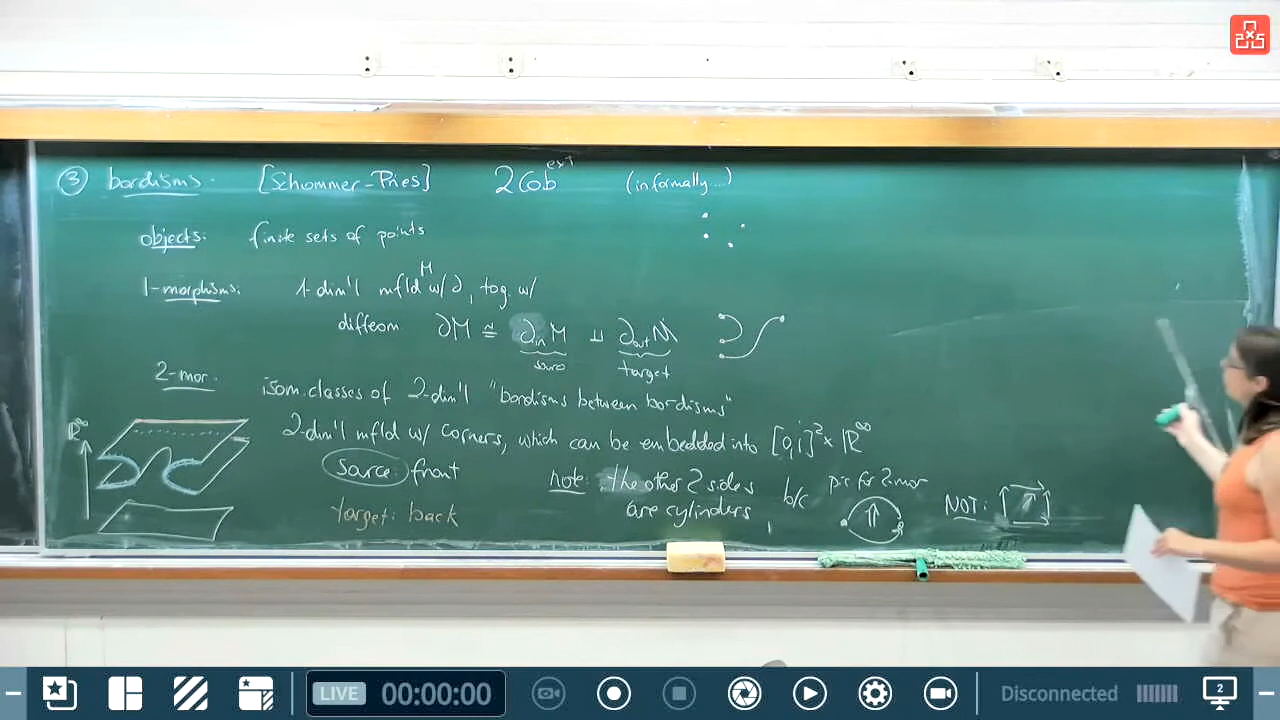 ③ bordisms. [Schommer-Pries] 2Cob^ext (informally...)
objects: finite sets of points
1-morphisms: 1-dim'l mfld M w/ ∂, tog. w/
diffeom ∂M ≅ ∂in M ⊔ ∂out M
target
2-mor. isom. classes of 2-dim'l "bordisms between bordisms"
2-dim'l mfld w/ corners, which can be embedded into [0,1]² × ℝ^∞
ℝ^∞
source: front
target: back
note: the other 2 sides are cylinders, b/c pic for 2-mor
NOT:
LIVE 00:00:00 Disconnected 2